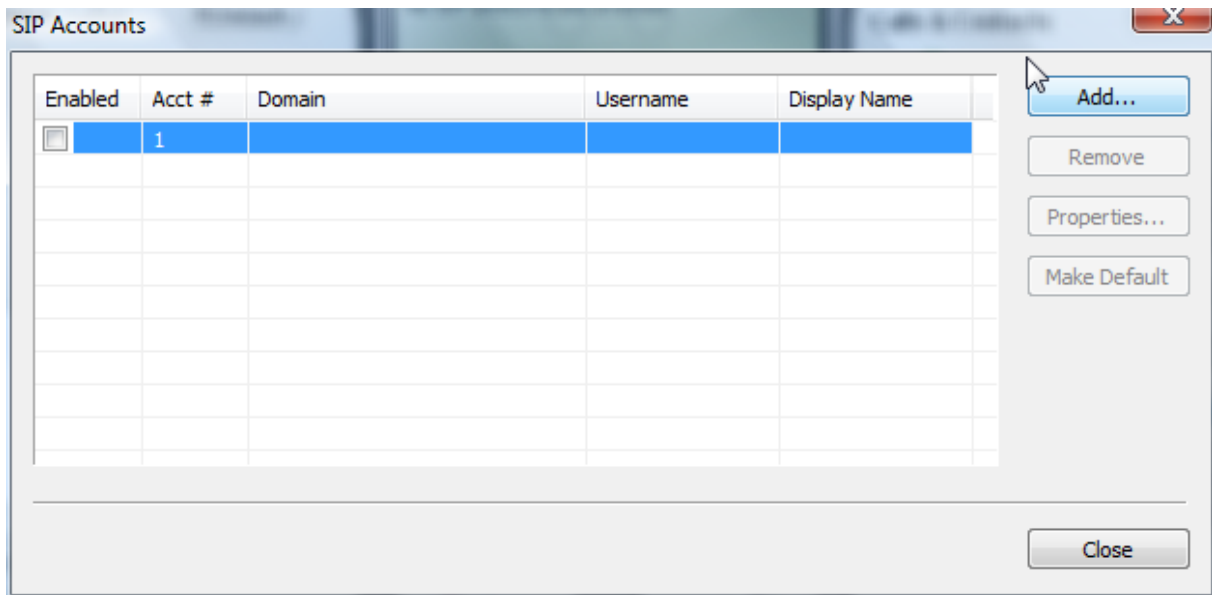 SIP Accounts
Enabled Acct # Domain Username Display Name
1
Add...
Remove
Properties...
Make Default
Close